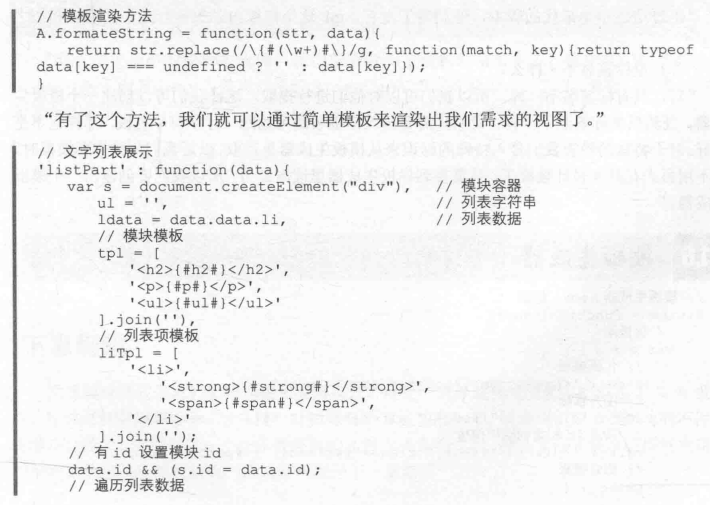 // 模板渲染方法
A.formateString = function(str, data){
return str.replace(/\{#(\w+)#\}/g, function(match, key){return typeof
data[key] === undefined ? '' : data[key]});
}
“有了这个方法，我们就可以通过简单模板来渲染出我们需求的视图了。”
// 文字列表展示
'listPart' : function(data){
var s = document.createElement("div"), // 模块容器
ul = '', // 列表字符串
ldata = data.data.li, // 列表数据
// 模块模板
tpl = [
'<h2>{#h2#}</h2>',
'<p>{#p#}</p>',
'<ul>{#ul#}</ul>'
].join(''),
// 列表项模板
liTpl = [
'<li>',
'<strong>{#strong#}</strong>',
'<span>{#span#}</span>',
'</li>'
].join('');
// 有 id 设置模块 id
data.id && (s.id = data.id);
// 遍历列表数据